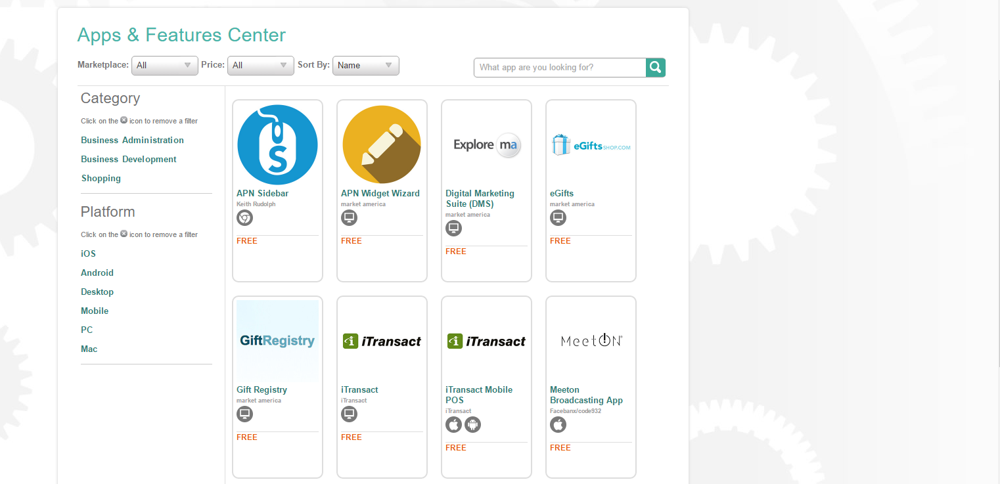 Apps & Features Center
Marketplace: All Price: All Sort By: Name What app are you looking for?
Category
Click on the icon to remove a filter
Business Administration
Business Development
Shopping
Platform
Click on the icon to remove a filter
iOS
Android
Desktop
Mobile
PC
Mac
S
APN Sidebar
Keith Rudolph
FREE
APN Widget Wizard
market america
FREE
Explore ma
Digital Marketing
Suite (DMS)
market america
FREE
eGiftsSHOP.COM
eGifts
market america
FREE
GiftRegistry
Gift Registry
market america
FREE
i iTransact
iTransact
iTransact
FREE
i iTransact
iTransact Mobile
POS
iTransact
FREE
MeetON®
Meeton
Broadcasting App
Facebanx/code932
FREE